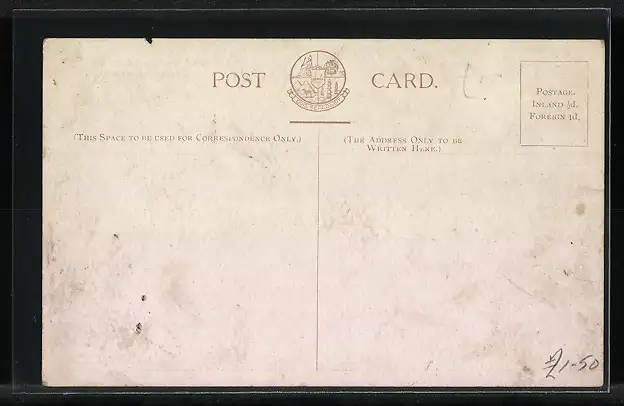 POST CARD.
POSTAGE.
INLAND ½d.
FOREIGN 1d.
(THIS SPACE TO BE USED FOR CORRESPONDENCE ONLY.)
(THE ADDRESS ONLY TO BE
WRITTEN HERE.)
£1-50